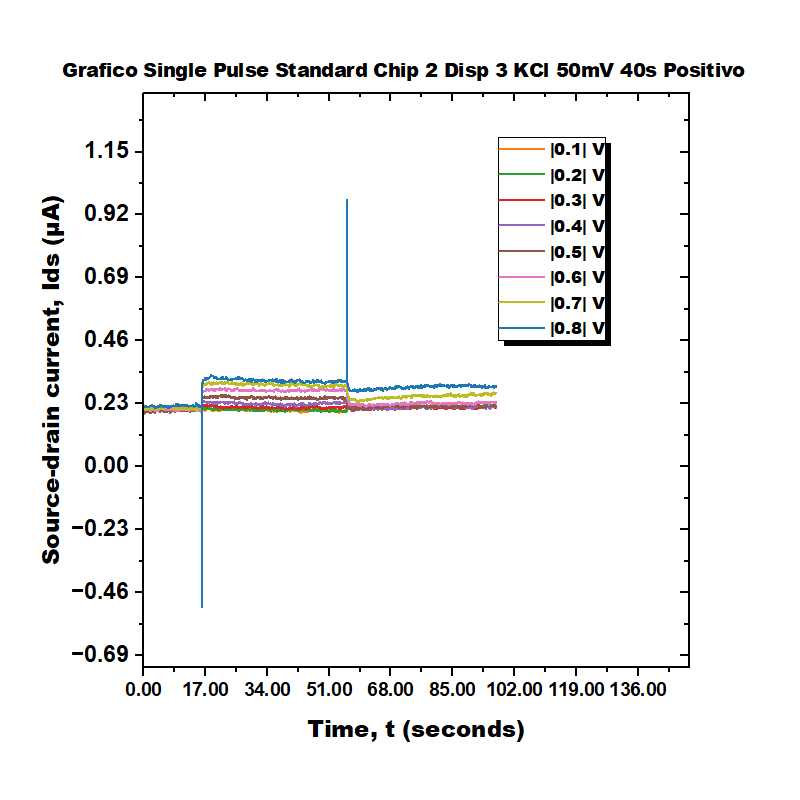 Grafico Single Pulse Standard Chip 2 Disp 3 KCl 50mV 40s Positivo
1.15
0.92
0.69
0.46
0.23
0.00
−0.23
−0.46
−0.69
Source-drain current, Ids (µA)
|0.1| V
|0.2| V
|0.3| V
|0.4| V
|0.5| V
|0.6| V
|0.7| V
|0.8| V
0.00 17.00 34.00 51.00 68.00 85.00 102.00 119.00 136.00
Time, t (seconds)